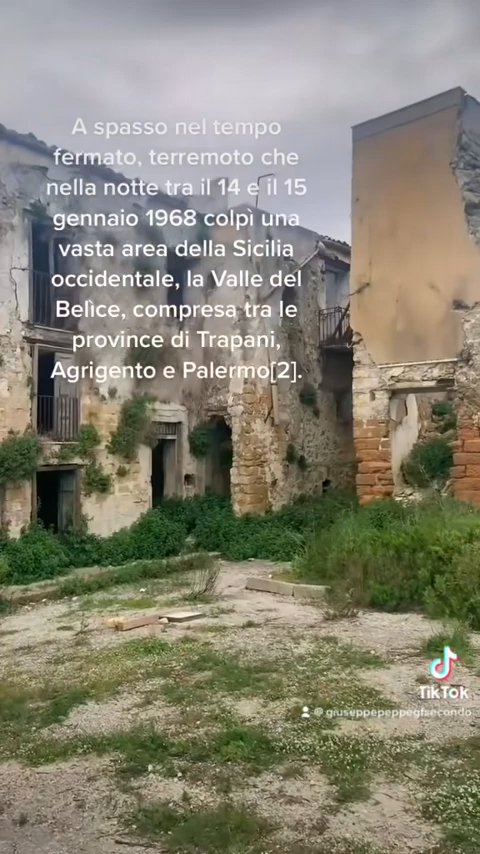 A spasso nel tempo
fermato, terremoto che
nella notte tra il 14 e il 15
gennaio 1968 colpì una
vasta area della Sicilia
occidentale, la Valle del
Belìce, compresa tra le
province di Trapani,
Agrigento e Palermo[2].
TikTok
@giuseppepeppegfsecondo